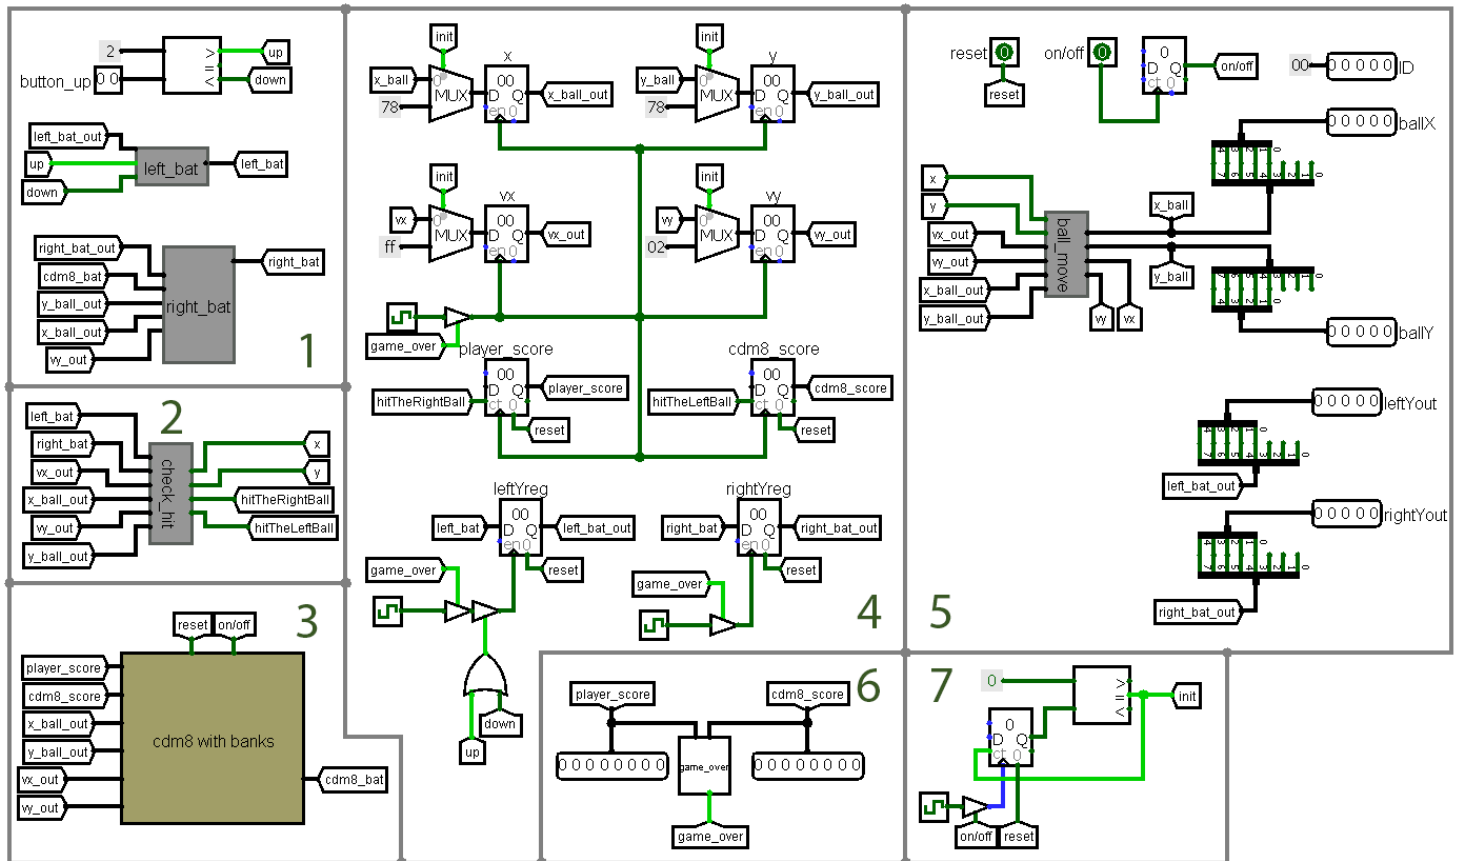 2
button_up
0 0
>
=
<
up
down
left_bat_out
up
down
left_bat
left_bat
right_bat_out
cdm8_bat
y_ball_out
x_ball_out
vy_out
right_bat
right_bat
1
left_bat
right_bat
vx_out
x_ball_out
vy_out
y_ball_out
2
check_hit
x
y
hitTheRightBall
hitTheLeftBall
reset
on/off
3
player_score
cdm8_score
x_ball_out
y_ball_out
vx_out
vy_out
cdm8 with banks
cdm8_bat
init
x
x_ball
0
MUX
78
00
D Q
en 0
x_ball_out
init
y
y_ball
0
MUX
78
00
D Q
en 0
y_ball_out
init
vx
vx
0
MUX
ff
00
D Q
en 0
vx_out
init
vy
vy
0
MUX
02
00
D Q
en 0
vy_out
game_over
player_score
hitTheRightBall
00
D Q
ct 0
player_score
reset
cdm8_score
hitTheLeftBall
00
D Q
ct 0
cdm8_score
reset
leftYreg
left_bat
00
D Q
en 0
left_bat_out
reset
game_over
up
down
rightYreg
right_bat
00
D Q
en 0
right_bat_out
reset
game_over
4
reset
0
reset
on/off
0
0
D Q
ct 0
on/off
00
0 0 0 0 0
ID
0 0 0 0 0
ballX
x
y
vx_out
vy_out
x_ball_out
y_ball_out
ball_move
x_ball
y_ball
vy
vx
0 0 0 0 0
ballY
0 0 0 0 0
leftYout
left_bat_out
0 0 0 0 0
rightYout
right_bat_out
5
player_score
cdm8_score
6
0 0 0 0 0 0 0 0
game_over
0 0 0 0 0 0 0 0
game_over
7
0
>
=
<
init
0
D Q
ct 0
on/off
reset